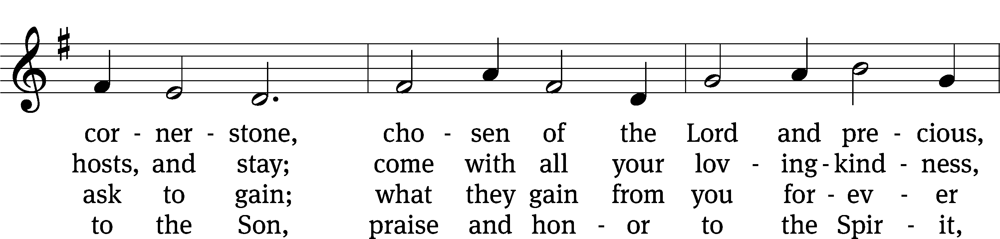 cor - ner - stone, cho - sen of the Lord and pre - cious,
hosts, and stay; come with all your lov - ing - kind - ness,
ask to gain; what they gain from you for - ev - er
to the Son, praise and hon - or to the Spir - it,